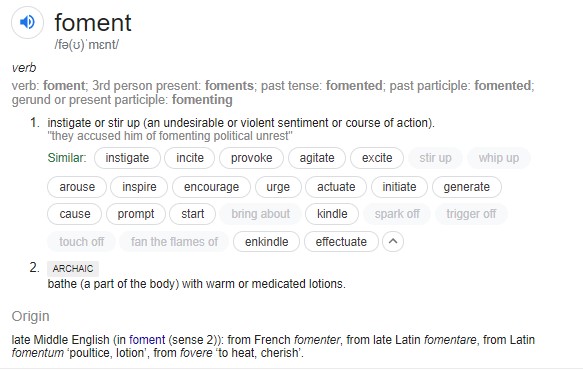 foment
/fə(ʊ)ˈmɛnt/
verb
verb: foment; 3rd person present: foments; past tense: fomented; past participle: fomented;
gerund or present participle: fomenting
1. instigate or stir up (an undesirable or violent sentiment or course of action).
"they accused him of fomenting political unrest"
Similar: instigate incite provoke agitate excite stir up whip up
arouse inspire encourage urge actuate initiate generate
cause prompt start bring about kindle spark off trigger off
touch off fan the flames of enkindle effectuate
2. ARCHAIC
bathe (a part of the body) with warm or medicated lotions.
Origin
late Middle English (in foment (sense 2)): from French fomenter, from late Latin fomentare, from Latin
fomentum ‘poultice, lotion’, from fovere ‘to heat, cherish’.